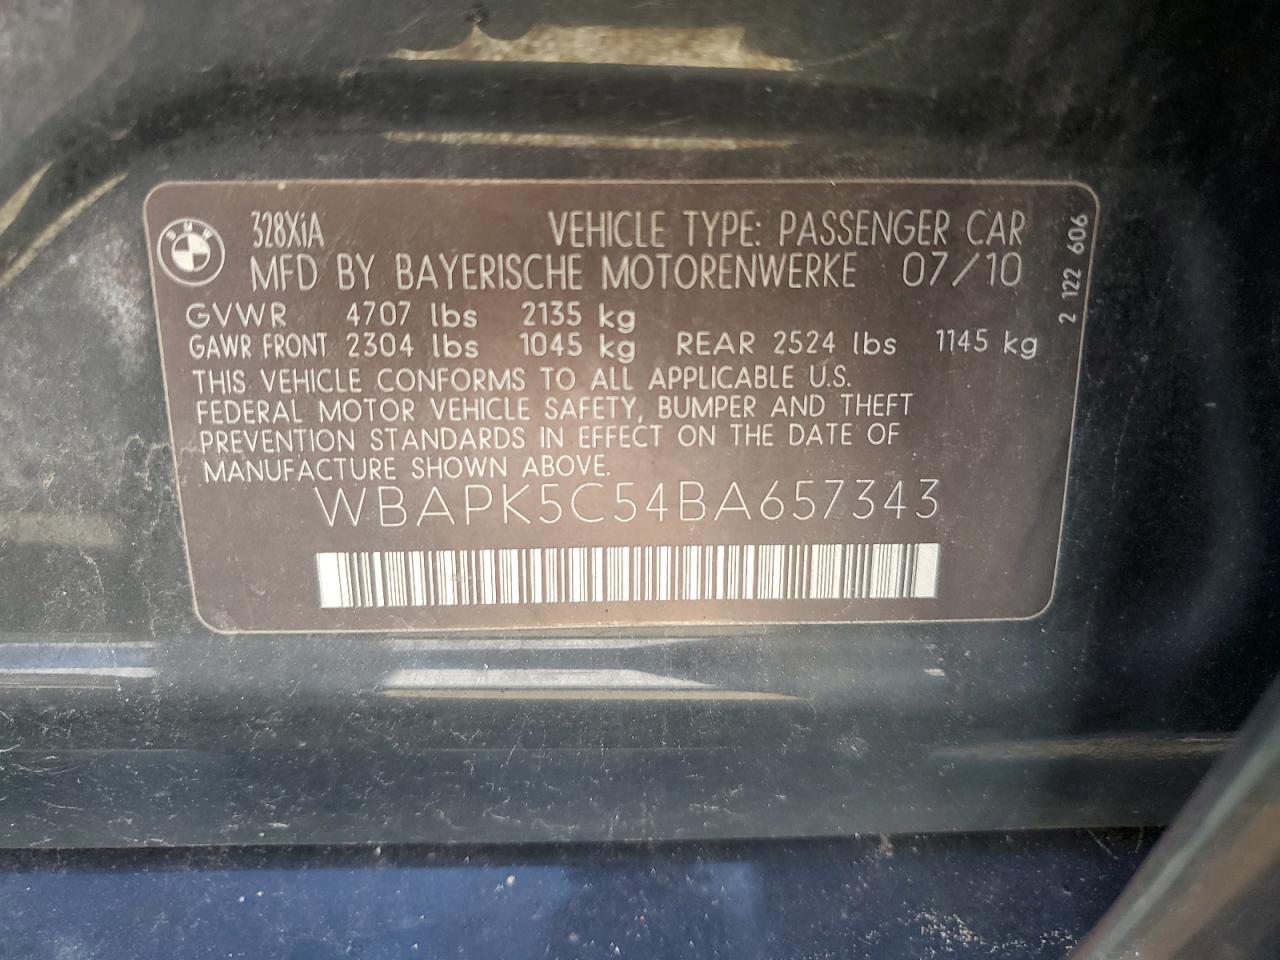 BMW
328XiA VEHICLE TYPE: PASSENGER CAR
MFD BY BAYERISCHE MOTORENWERKE 07/10
GVWR 4707 lbs 2135 kg
GAWR FRONT 2304 lbs 1045 kg REAR 2524 lbs 1145 kg
THIS VEHICLE CONFORMS TO ALL APPLICABLE U.S.
FEDERAL MOTOR VEHICLE SAFETY, BUMPER AND THEFT
PREVENTION STANDARDS IN EFFECT ON THE DATE OF
MANUFACTURE SHOWN ABOVE.
WBAPK5C54BA657343
2 122 606